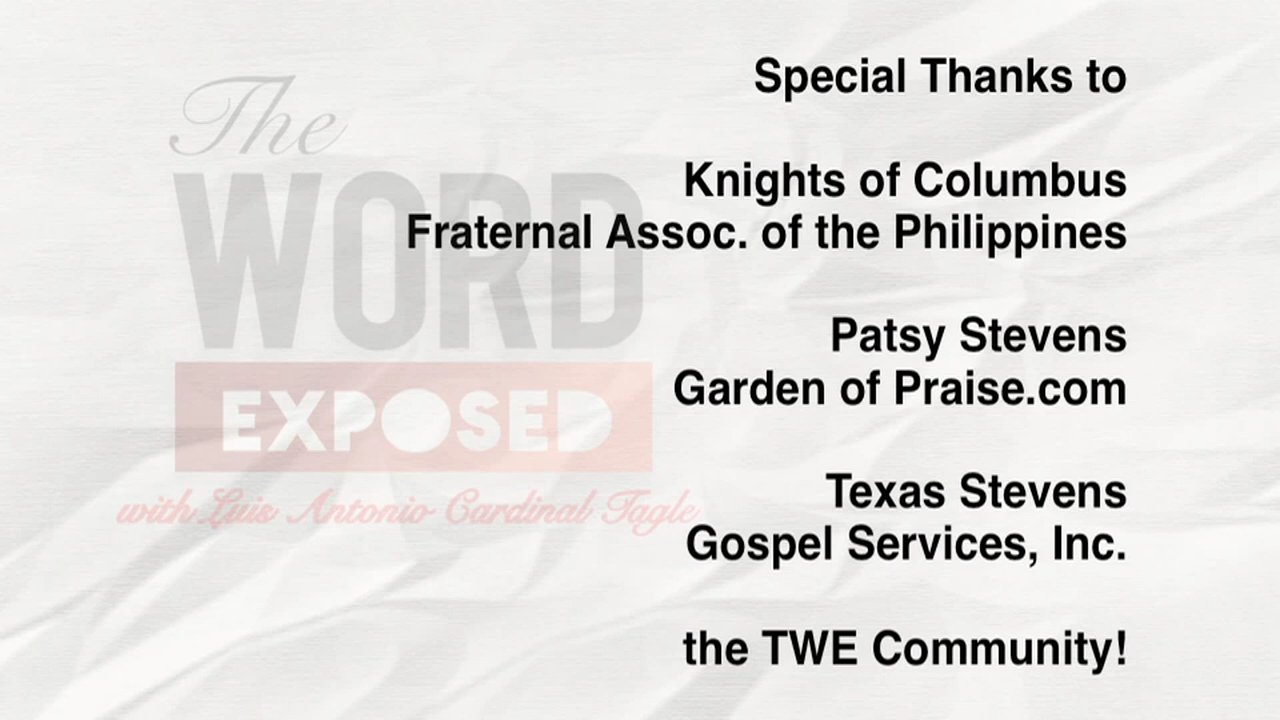 The
WORD
EXPOSED
with Luis Antonio Cardinal Tagle
Special Thanks to
Knights of Columbus
Fraternal Assoc. of the Philippines
Patsy Stevens
Garden of Praise.com
Texas Stevens
Gospel Services, Inc.
the TWE Community!